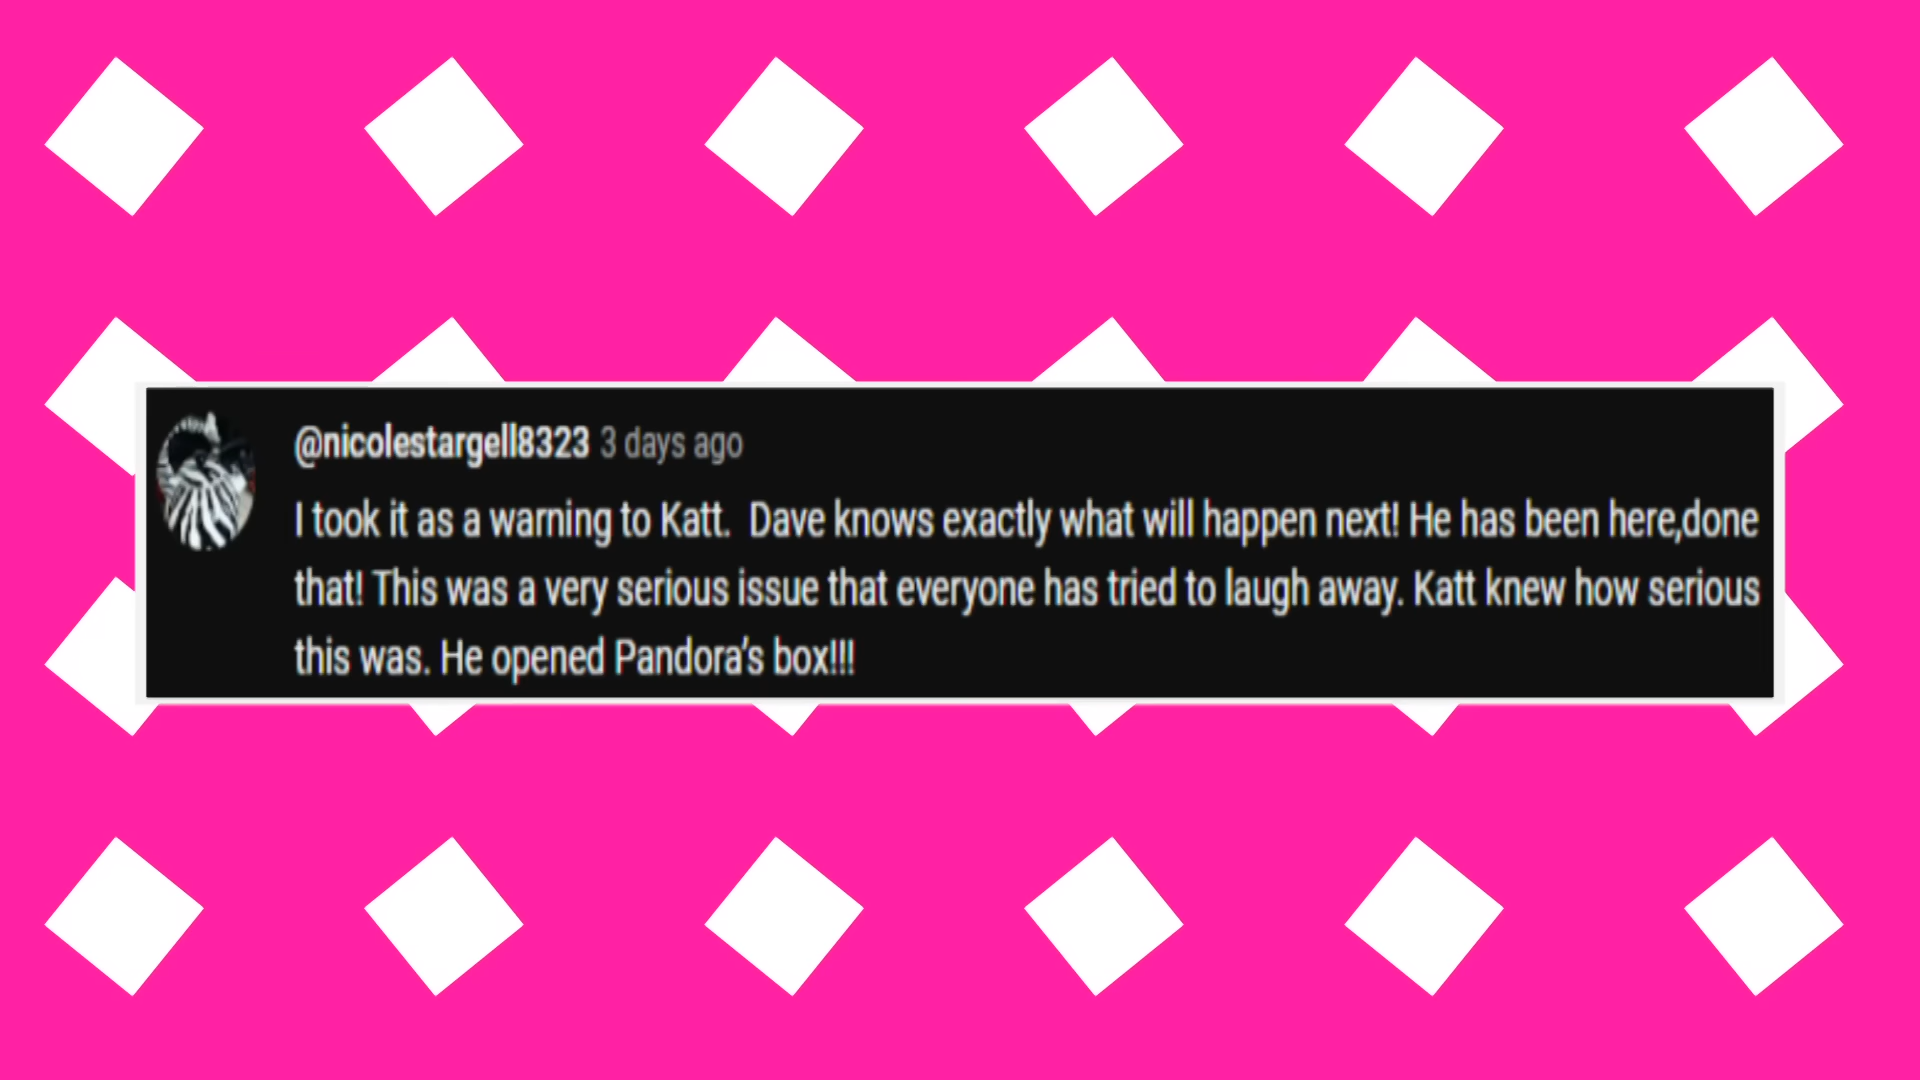 @nicolestargell8323 3 days ago
I took it as a warning to Katt.  Dave knows exactly what will happen next! He has been here,done
that! This was a very serious issue that everyone has tried to laugh away. Katt knew how serious
this was. He opened Pandora’s box!!!